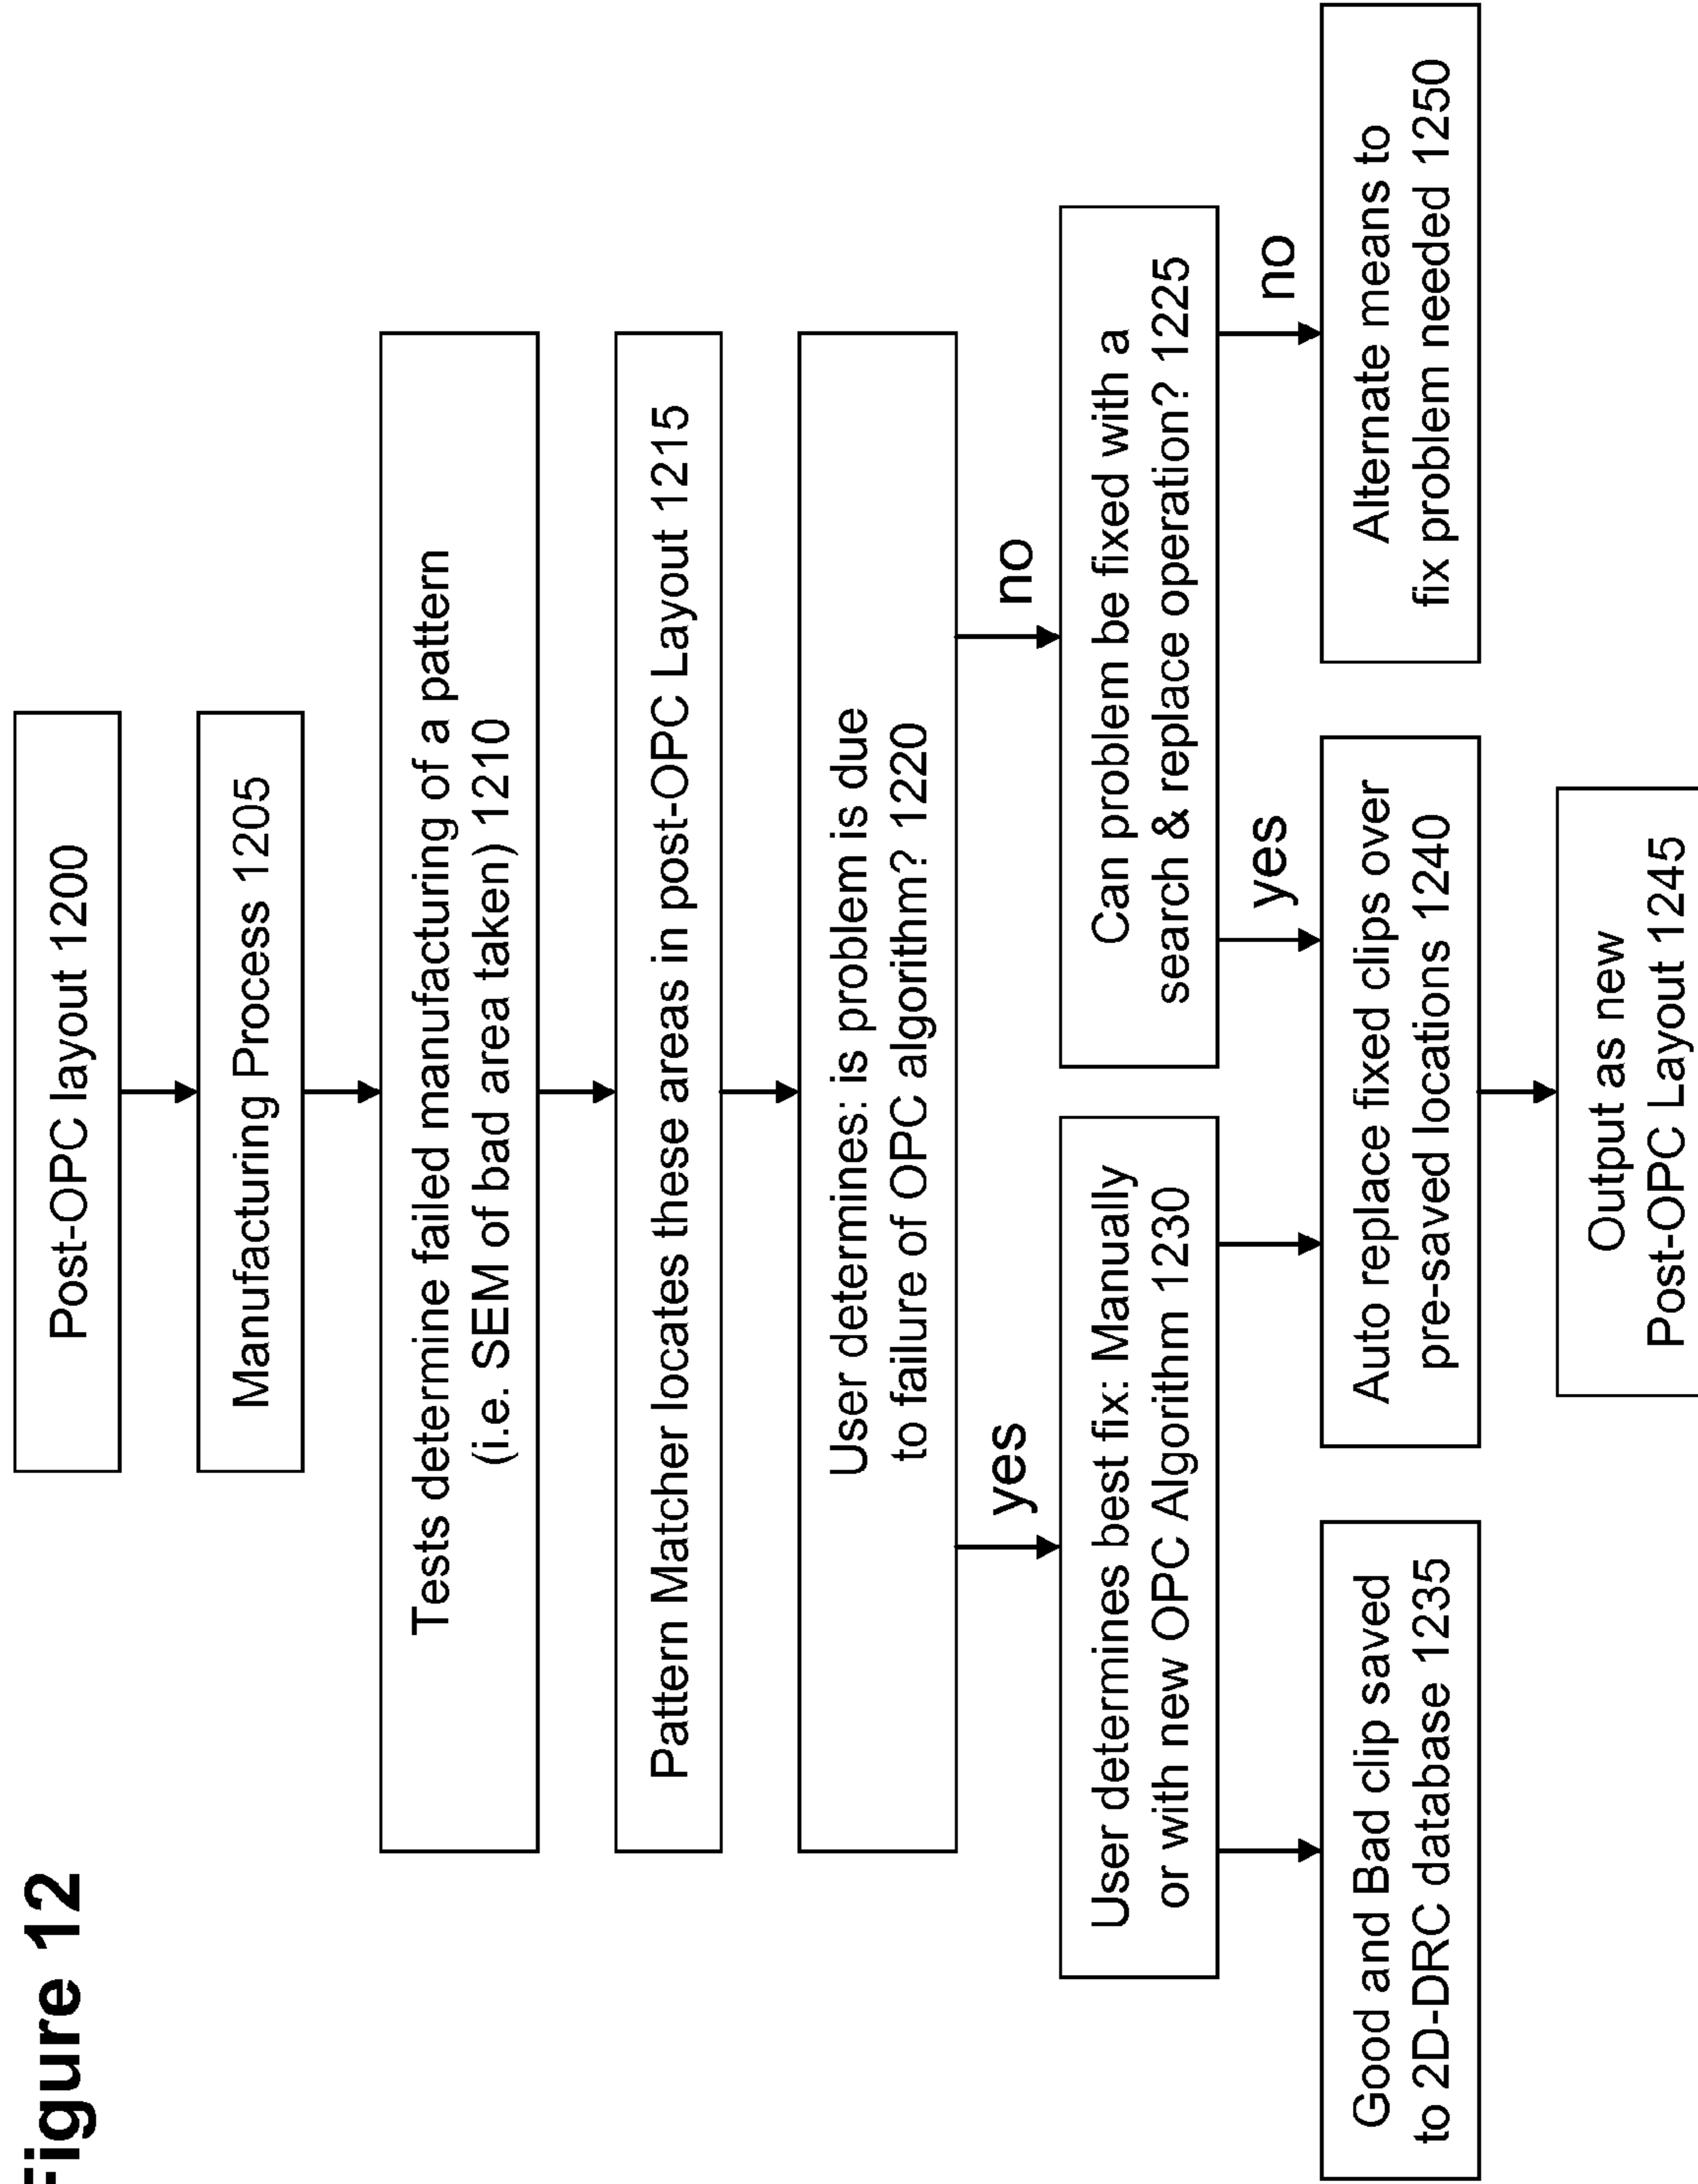 Figure 12
Post-OPC layout 1200
Manufacturing Process 1205
Tests determine failed manufacturing of a pattern
(i.e. SEM of bad area taken) 1210
Pattern Matcher locates these areas in post-OPC Layout 1215
User determines: is problem is due
to failure of OPC algorithm? 1220
yes
no
User determines best fix: Manually
or with new OPC Algorithm 1230
Can problem be fixed with a
search & replace operation? 1225
yes
no
Good and Bad clip saved
to 2D-DRC database 1235
Auto replace fixed clips over
pre-saved locations 1240
Alternate means to
fix problem needed 1250
Output as new
Post-OPC Layout 1245